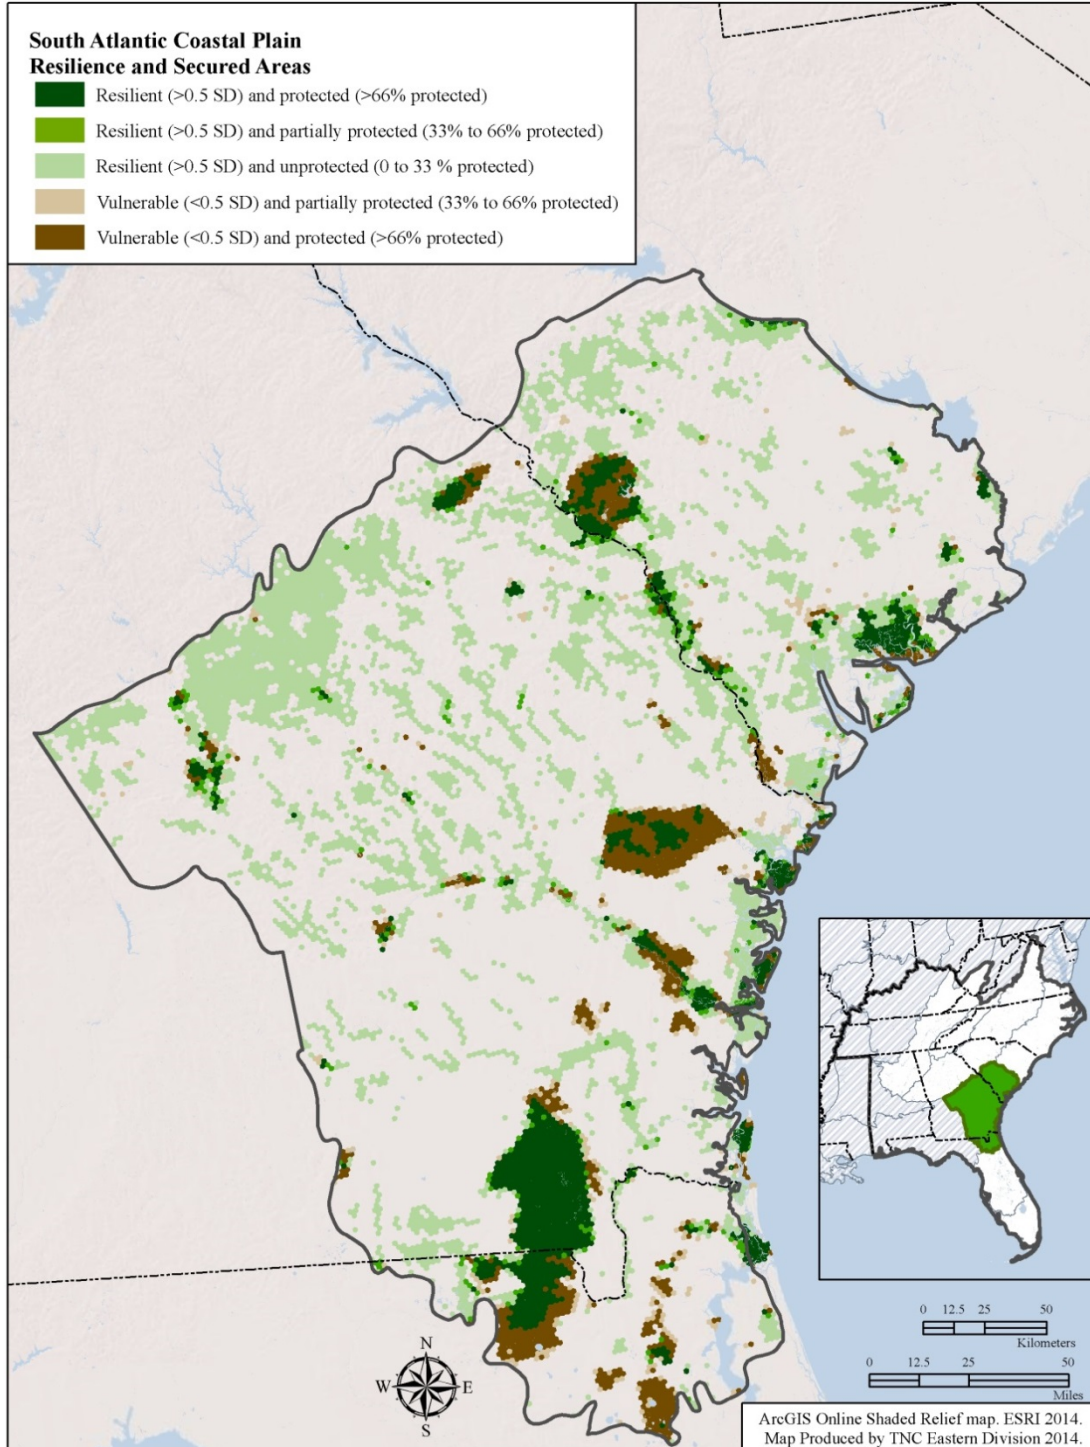 South Atlantic Coastal Plain
Resilience and Secured Areas
Resilient (>0.5 SD) and protected (>66% protected)
Resilient (>0.5 SD) and partially protected (33% to 66% protected)
Resilient (>0.5 SD) and unprotected (0 to 33 % protected)
Vulnerable (<0.5 SD) and partially protected (33% to 66% protected)
Vulnerable (<0.5 SD) and protected (>66% protected)
0 12.5 25 50
Kilometers
0 12.5 25 50
Miles
N
W E
S
ArcGIS Online Shaded Relief map. ESRI 2014.
Map Produced by TNC Eastern Division 2014.